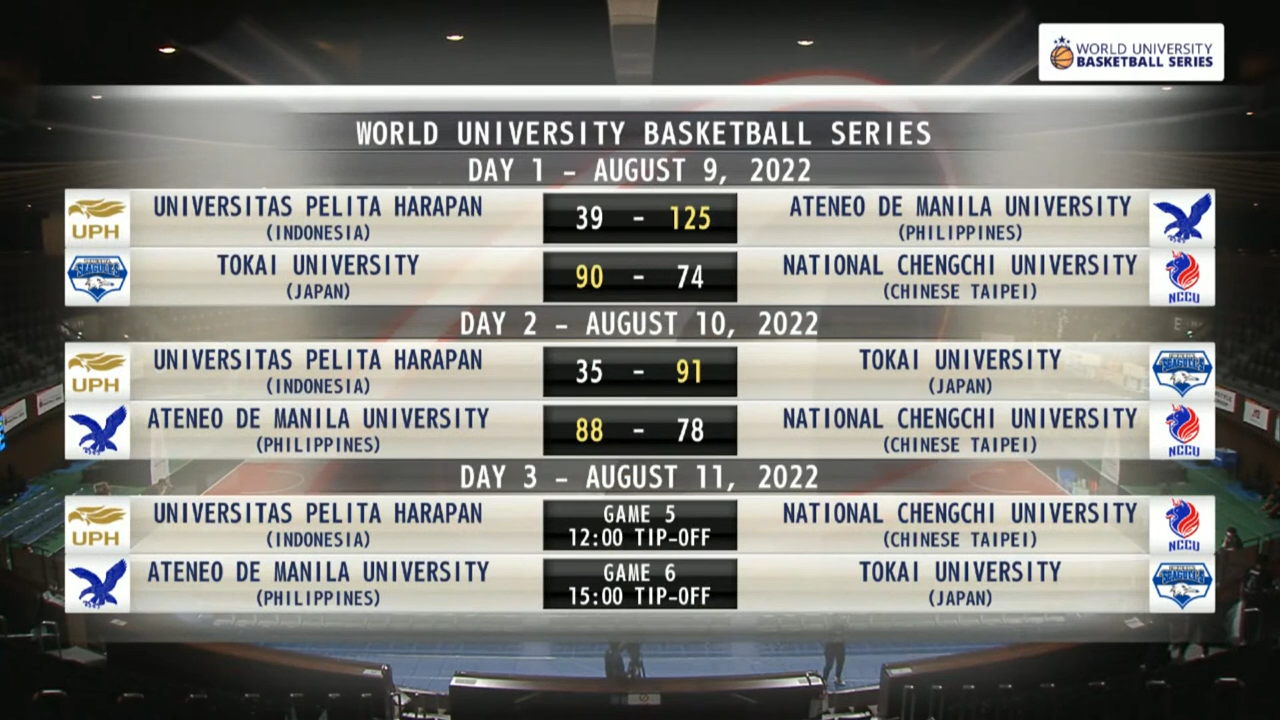 WORLD UNIVERSITY
BASKETBALL SERIES
WORLD UNIVERSITY BASKETBALL SERIES
DAY 1 - AUGUST 9, 2022
UPH
UNIVERSITAS PELITA HARAPAN
(INDONESIA)
39 - 125
ATENEO DE MANILA UNIVERSITY
(PHILIPPINES)
SEAGULLS
TOKAI UNIVERSITY
(JAPAN)
90 - 74
NATIONAL CHENGCHI UNIVERSITY
(CHINESE TAIPEI)
NCCU
DAY 2 - AUGUST 10, 2022
UPH
UNIVERSITAS PELITA HARAPAN
(INDONESIA)
35 - 91
TOKAI UNIVERSITY
(JAPAN)
SEAGULLS
ATENEO DE MANILA UNIVERSITY
(PHILIPPINES)
88 - 78
NATIONAL CHENGCHI UNIVERSITY
(CHINESE TAIPEI)
NCCU
DAY 3 - AUGUST 11, 2022
UPH
UNIVERSITAS PELITA HARAPAN
(INDONESIA)
GAME 5
12:00 TIP-OFF
NATIONAL CHENGCHI UNIVERSITY
(CHINESE TAIPEI)
NCCU
ATENEO DE MANILA UNIVERSITY
(PHILIPPINES)
GAME 6
15:00 TIP-OFF
TOKAI UNIVERSITY
(JAPAN)
SEAGULLS